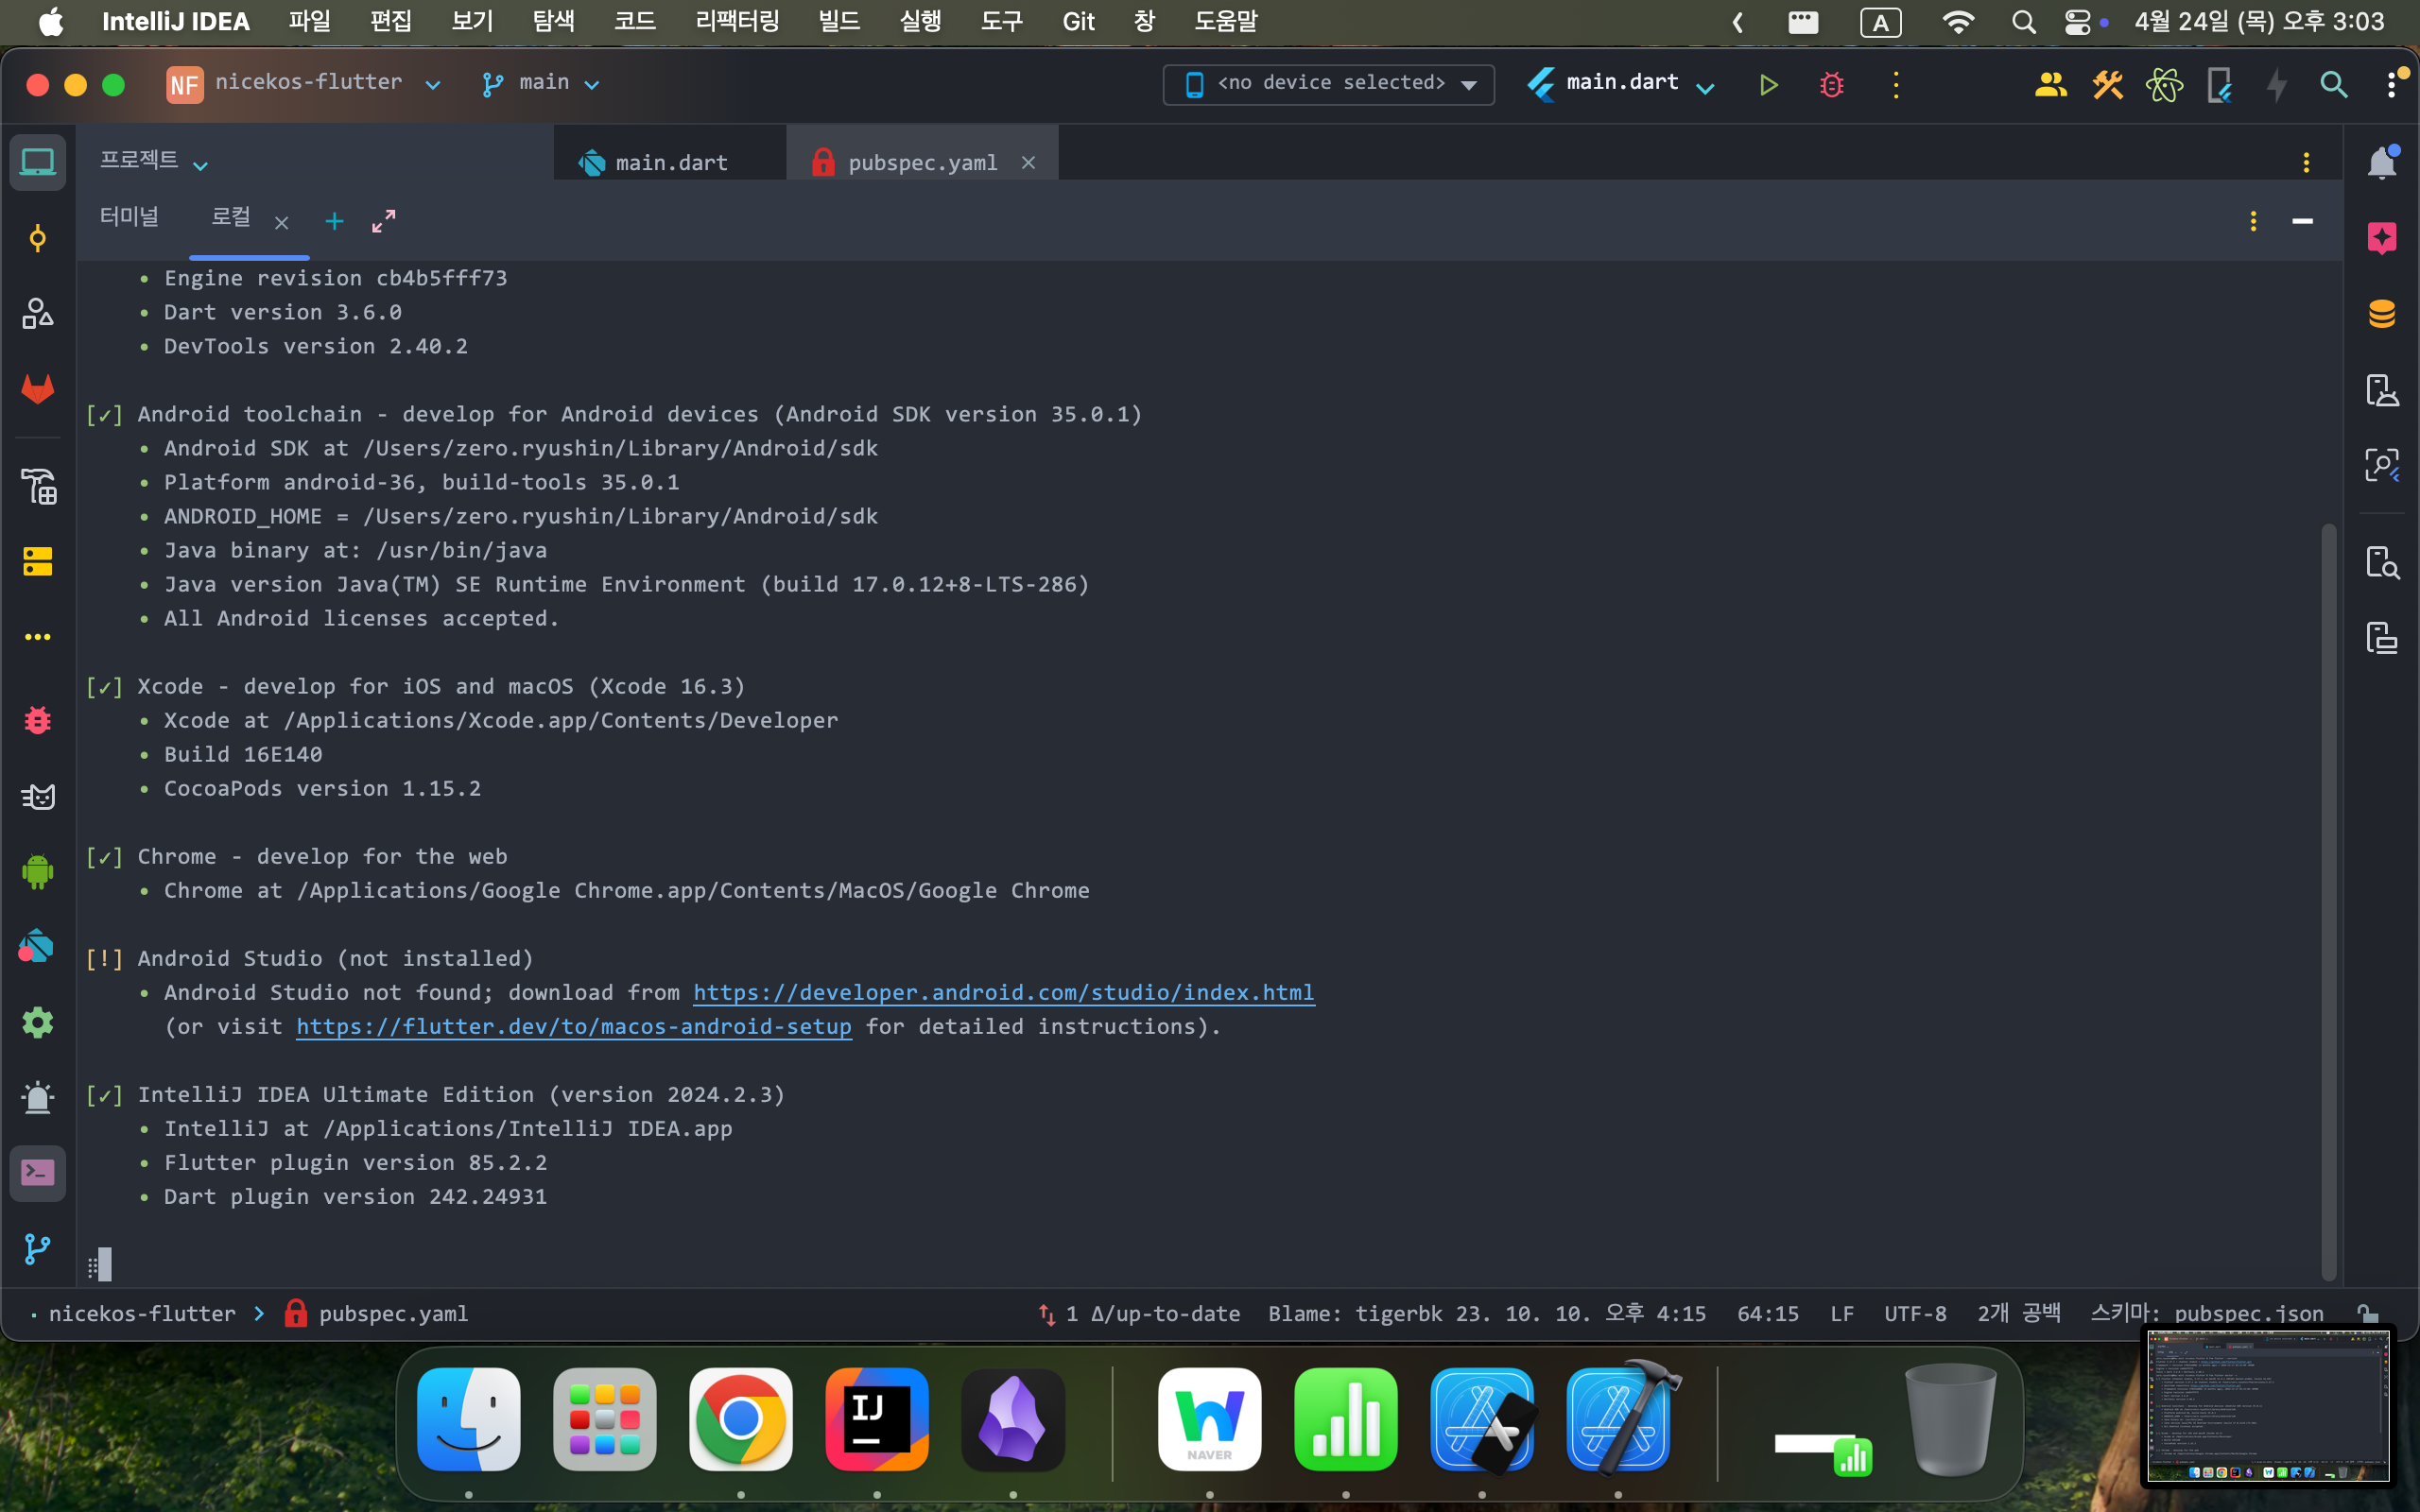 IntelliJ IDEA 파일 편집 보기 탐색 코드 리팩터링 빌드 실행 도구 Git 창 도움말 A 4월 24일 (목) 오후 3:03
NF nicekos-flutter main <no device selected> main.dart
프로젝트 main.dart pubspec.yaml
터미널 로컬
• Engine revision cb4b5fff73
• Dart version 3.6.0
• DevTools version 2.40.2
[✓] Android toolchain - develop for Android devices (Android SDK version 35.0.1)
• Android SDK at /Users/zero.ryushin/Library/Android/sdk
• Platform android-36, build-tools 35.0.1
• ANDROID_HOME = /Users/zero.ryushin/Library/Android/sdk
• Java binary at: /usr/bin/java
• Java version Java(TM) SE Runtime Environment (build 17.0.12+8-LTS-286)
• All Android licenses accepted.
[✓] Xcode - develop for iOS and macOS (Xcode 16.3)
• Xcode at /Applications/Xcode.app/Contents/Developer
• Build 16E140
• CocoaPods version 1.15.2
[✓] Chrome - develop for the web
• Chrome at /Applications/Google Chrome.app/Contents/MacOS/Google Chrome
[!] Android Studio (not installed)
• Android Studio not found; download from https://developer.android.com/studio/index.html
(or visit https://flutter.dev/to/macos-android-setup for detailed instructions).
[✓] IntelliJ IDEA Ultimate Edition (version 2024.2.3)
• IntelliJ at /Applications/IntelliJ IDEA.app
• Flutter plugin version 85.2.2
• Dart plugin version 242.24931
nicekos-flutter > pubspec.yaml 1 Δ/up-to-date Blame: tigerbk 23. 10. 10. 오후 4:15 64:15 LF UTF-8 2개 공백 스키마: pubspec.json
IJ
NAVER